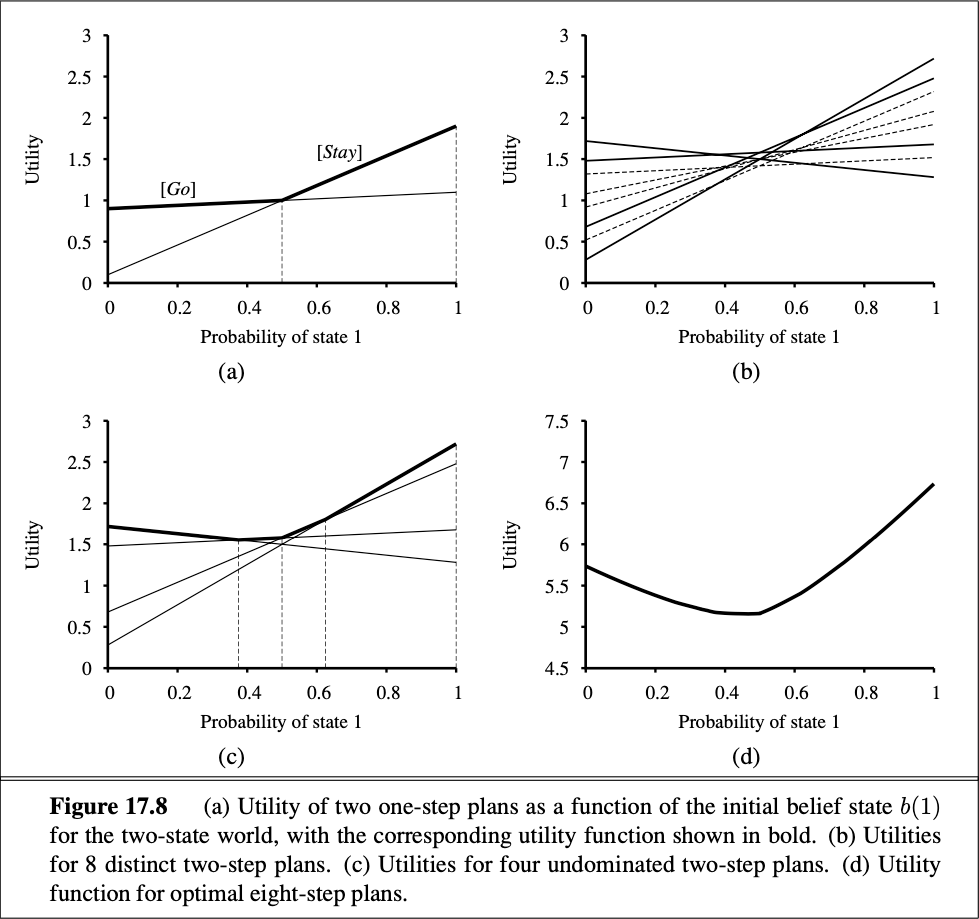 3
2.5
2
1.5
1
0.5
0
Utility
[Go]
[Stay]
0 0.2 0.4 0.6 0.8 1
Probability of state 1
(a)
3
2.5
2
1.5
1
0.5
0
Utility
0 0.2 0.4 0.6 0.8 1
Probability of state 1
(b)
3
2.5
2
1.5
1
0.5
0
Utility
0 0.2 0.4 0.6 0.8 1
Probability of state 1
(c)
7.5
7
6.5
6
5.5
5
4.5
Utility
0 0.2 0.4 0.6 0.8 1
Probability of state 1
(d)
Figure 17.8 (a) Utility of two one-step plans as a function of the initial belief state b(1)
for the two-state world, with the corresponding utility function shown in bold. (b) Utilities
for 8 distinct two-step plans. (c) Utilities for four undominated two-step plans. (d) Utility
function for optimal eight-step plans.